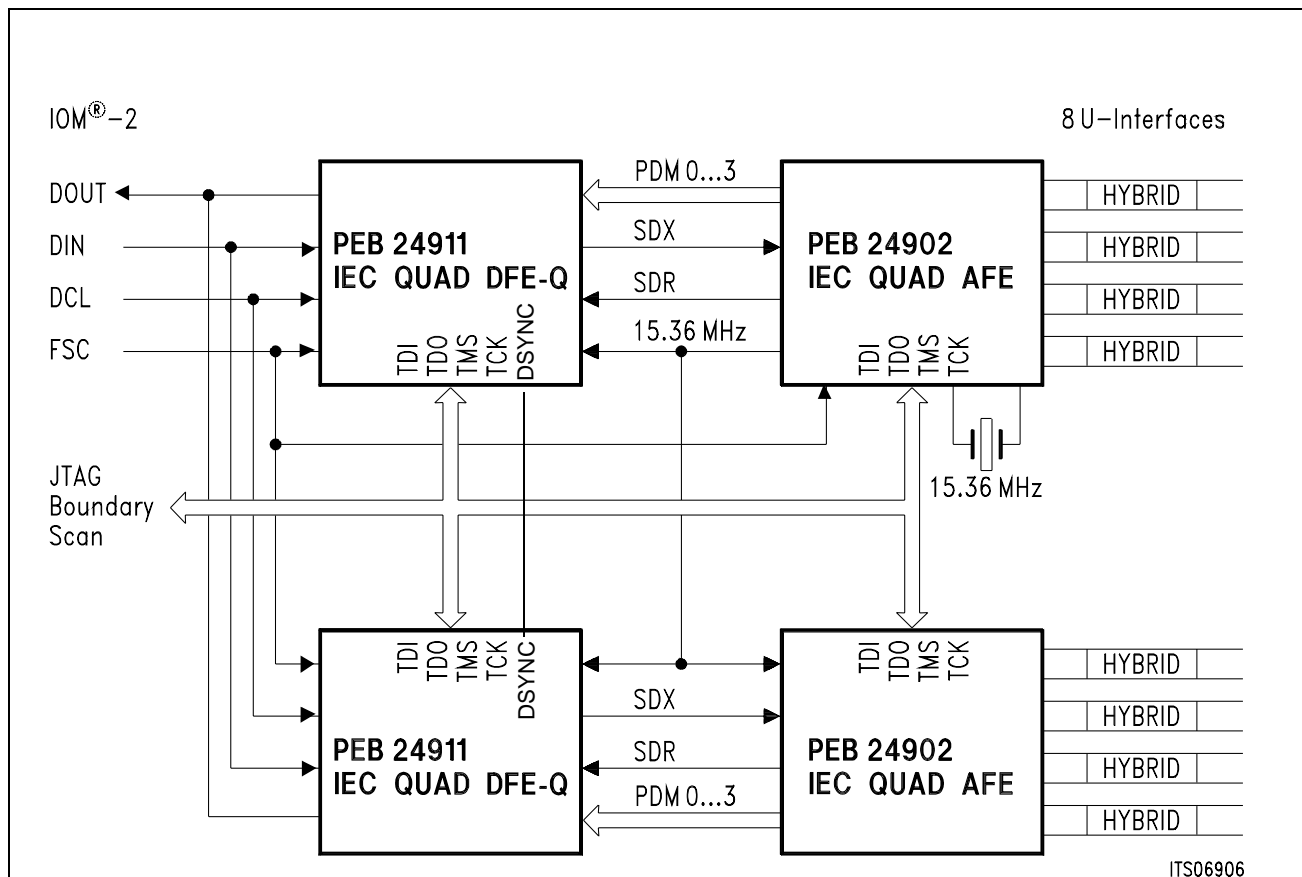 IOM®-2
8 U-Interfaces
DOUT
DIN
DCL
FSC
PEB 24911
IEC QUAD DFE-Q
TDI
TDO
TMS
TCK
DSYNC
PDM 0...3
SDX
SDR
15.36 MHz
PEB 24902
IEC QUAD AFE
TDI
TDO
TMS
TCK
HYBRID
HYBRID
HYBRID
HYBRID
15.36 MHz
JTAG
Boundary
Scan
TDI
TDO
TMS
TCK
DSYNC
PEB 24911
IEC QUAD DFE-Q
SDX
SDR
PDM 0...3
TDI
TDO
TMS
TCK
PEB 24902
IEC QUAD AFE
HYBRID
HYBRID
HYBRID
HYBRID
ITS06906